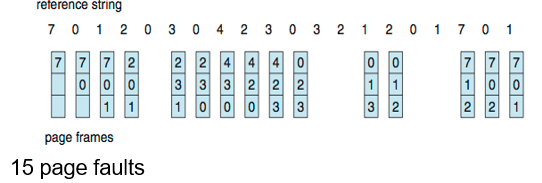 reference string
7 0 1 2 0 3 0 4 2 3 0 3 2 1 2 0 1 7 0 1
7 7 7 2 2 2 4 4 4 0 0 0 7 7 7
0 0 0 3 3 3 2 2 2 1 1 1 0 0
1 1 1 0 0 0 3 3 3 2 2 2 1
page frames
15 page faults